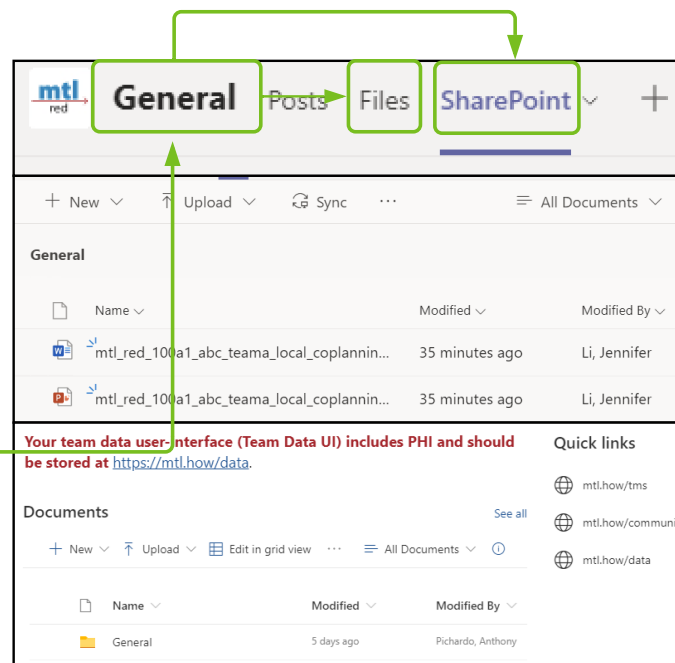 mtl
red
General Posts Files SharePoint
New Upload Sync ... All Documents
General
Name Modified Modified By
mtl_red_100a1_abc_teama_local_coplannin... 35 minutes ago Li, Jennifer
mtl_red_100a1_abc_teama_local_coplannin... 35 minutes ago Li, Jennifer
Your team data user-interface (Team Data UI) includes PHI and should
be stored at https://mtl.how/data.
Quick links
mtl.how/tms
mtl.how/communi
mtl.how/data
Documents See all
New Upload Edit in grid view ... All Documents
Name Modified Modified By
General 5 days ago Pichardo, Anthony